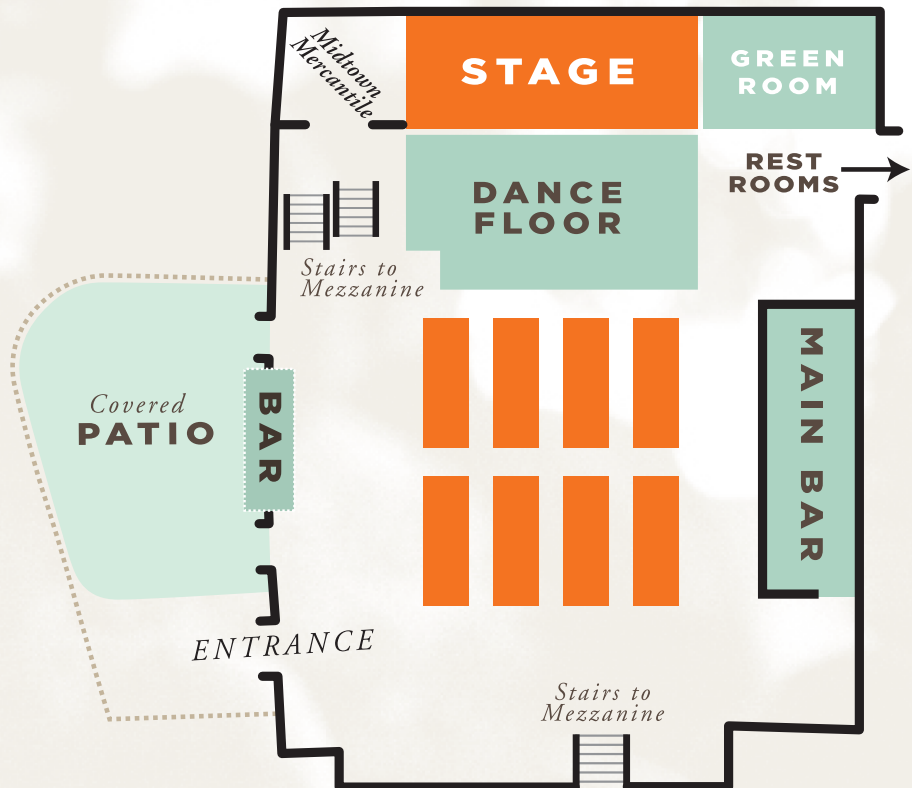 Midtown
Mercantile
STAGE
GREEN
ROOM
REST
ROOMS
DANCE
FLOOR
Stairs to
Mezzanine
Covered
PATIO
BAR
MAIN BAR
ENTRANCE
Stairs to
Mezzanine